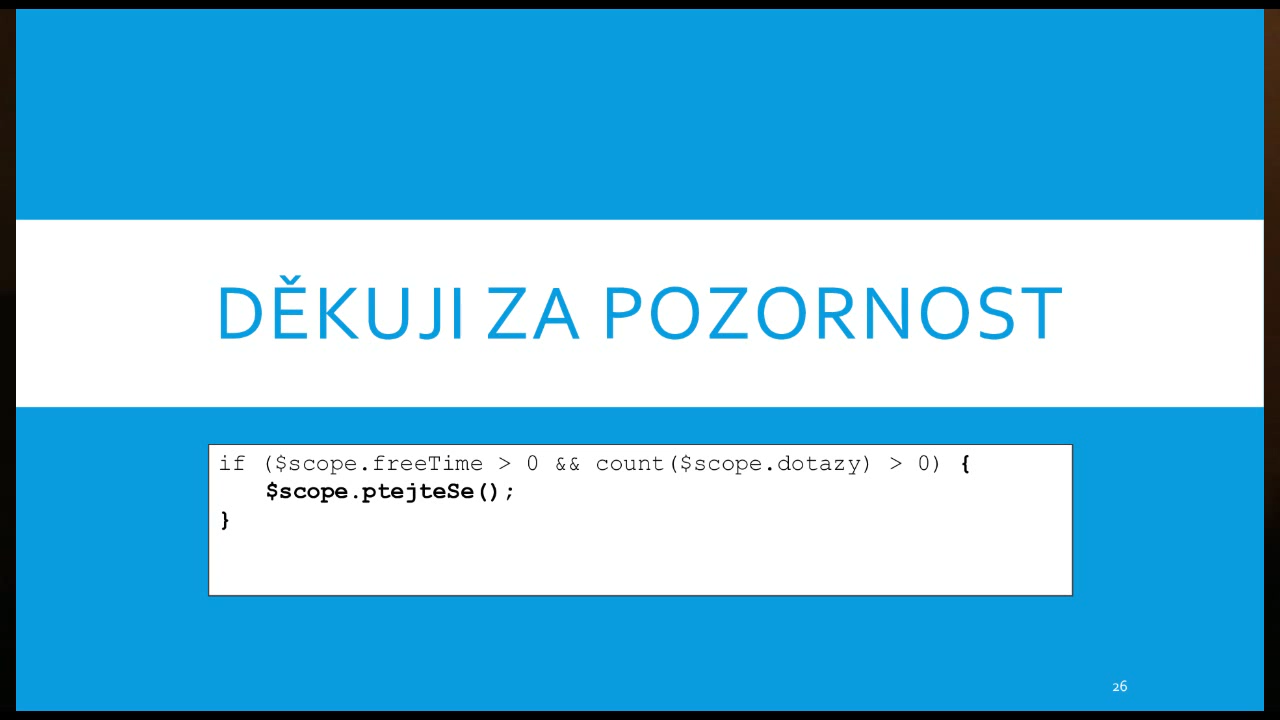 DĚKUJI ZA POZORNOST
if ($scope.freeTime > 0 && count($scope.dotazy) > 0) {
$scope.ptejteSe();
}
26